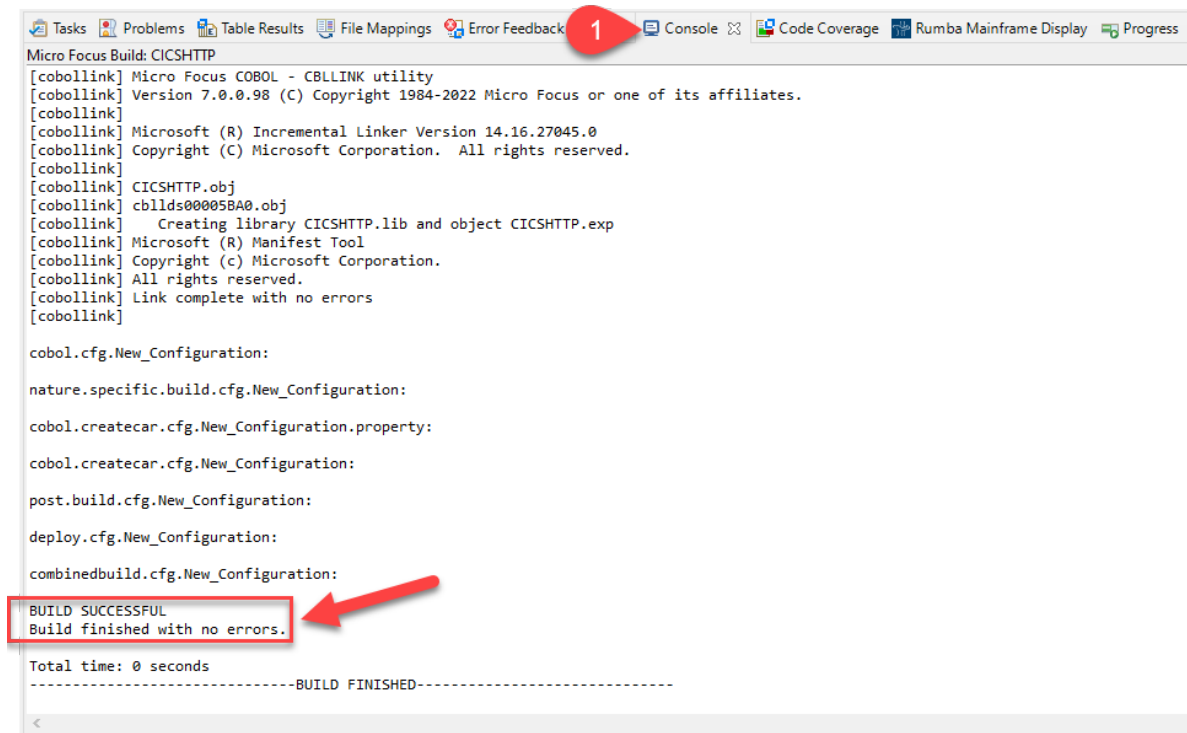 Tasks Problems Table Results File Mappings Error Feedback 1 Console Code Coverage Rumba Mainframe Display Progress
Micro Focus Build: CICSHTTP
[cobollink] Micro Focus COBOL - CBLLINK utility
[cobollink] Version 7.0.0.98 (C) Copyright 1984-2022 Micro Focus or one of its affiliates.
[cobollink]
[cobollink] Microsoft (R) Incremental Linker Version 14.16.27045.0
[cobollink] Copyright (C) Microsoft Corporation.  All rights reserved.
[cobollink]
[cobollink] CICSHTTP.obj
[cobollink] cbllds00005BA0.obj
[cobollink]    Creating library CICSHTTP.lib and object CICSHTTP.exp
[cobollink] Microsoft (R) Manifest Tool
[cobollink] Copyright (c) Microsoft Corporation.
[cobollink] All rights reserved.
[cobollink] Link complete with no errors
[cobollink]
cobol.cfg.New_Configuration:
nature.specific.build.cfg.New_Configuration:
cobol.createcar.cfg.New_Configuration.property:
cobol.createcar.cfg.New_Configuration:
post.build.cfg.New_Configuration:
deploy.cfg.New_Configuration:
combinedbuild.cfg.New_Configuration:
BUILD SUCCESSFUL
Build finished with no errors.
Total time: 0 seconds
-------------------------------BUILD FINISHED------------------------------